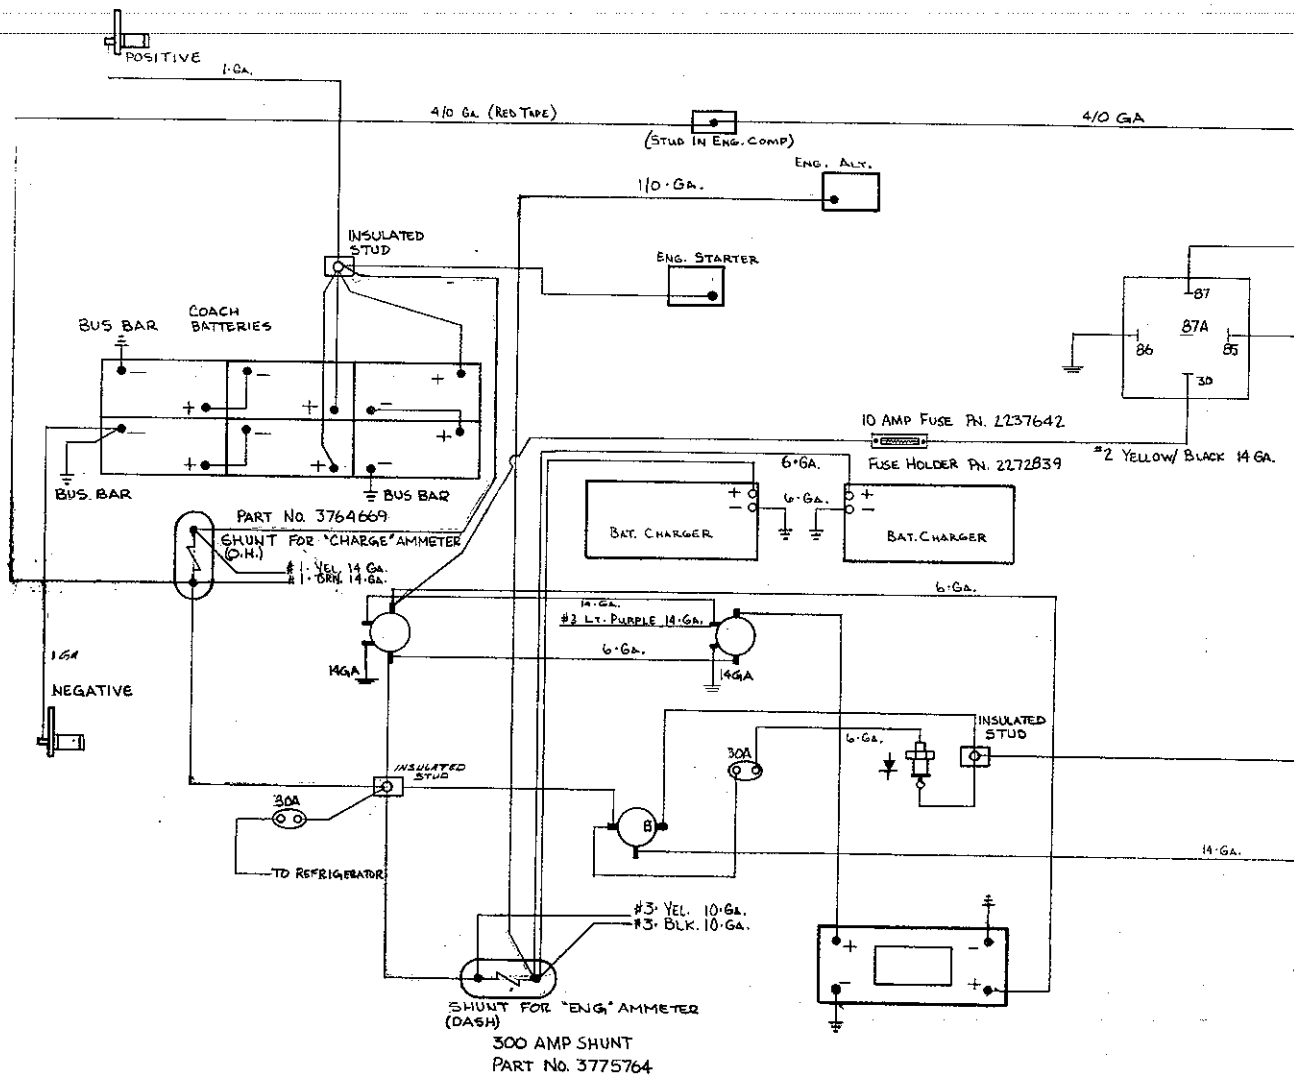 POSITIVE
1·GA.
4/0 GA. (RED TAPE)
(STUD IN ENG. COMP)
4/0 GA
ENG. ALT.
1/0·GA.
INSULATED
STUD
ENG. STARTER
87
87A
86
85
30
BUS BAR
COACH
BATTERIES
BUS. BAR
BUS BAR
10 AMP FUSE PN. 2237642
FUSE HOLDER PN. 2272839
#2 YELLOW/BLACK 14 GA.
6·GA.
6·GA.
BAT. CHARGER
BAT. CHARGER
PART NO. 3764669
SHUNT FOR "CHARGE" AMMETER
(O.H.)
#1·YEL 14 GA.
#1·ORN. 14·GA.
14·GA.
#3 LT. PURPLE 14·GA.
6·GA.
6·GA.
14GA
14GA
1 GA
NEGATIVE
INSULATED
STUD
30A
TO REFRIGERATOR
30A
6·GA.
INSULATED
STUD
B
14·GA.
#3·YEL. 10·GA.
#3·BLK. 10·GA.
SHUNT FOR "ENG" AMMETER
(DASH)
300 AMP SHUNT
PART NO. 3775764